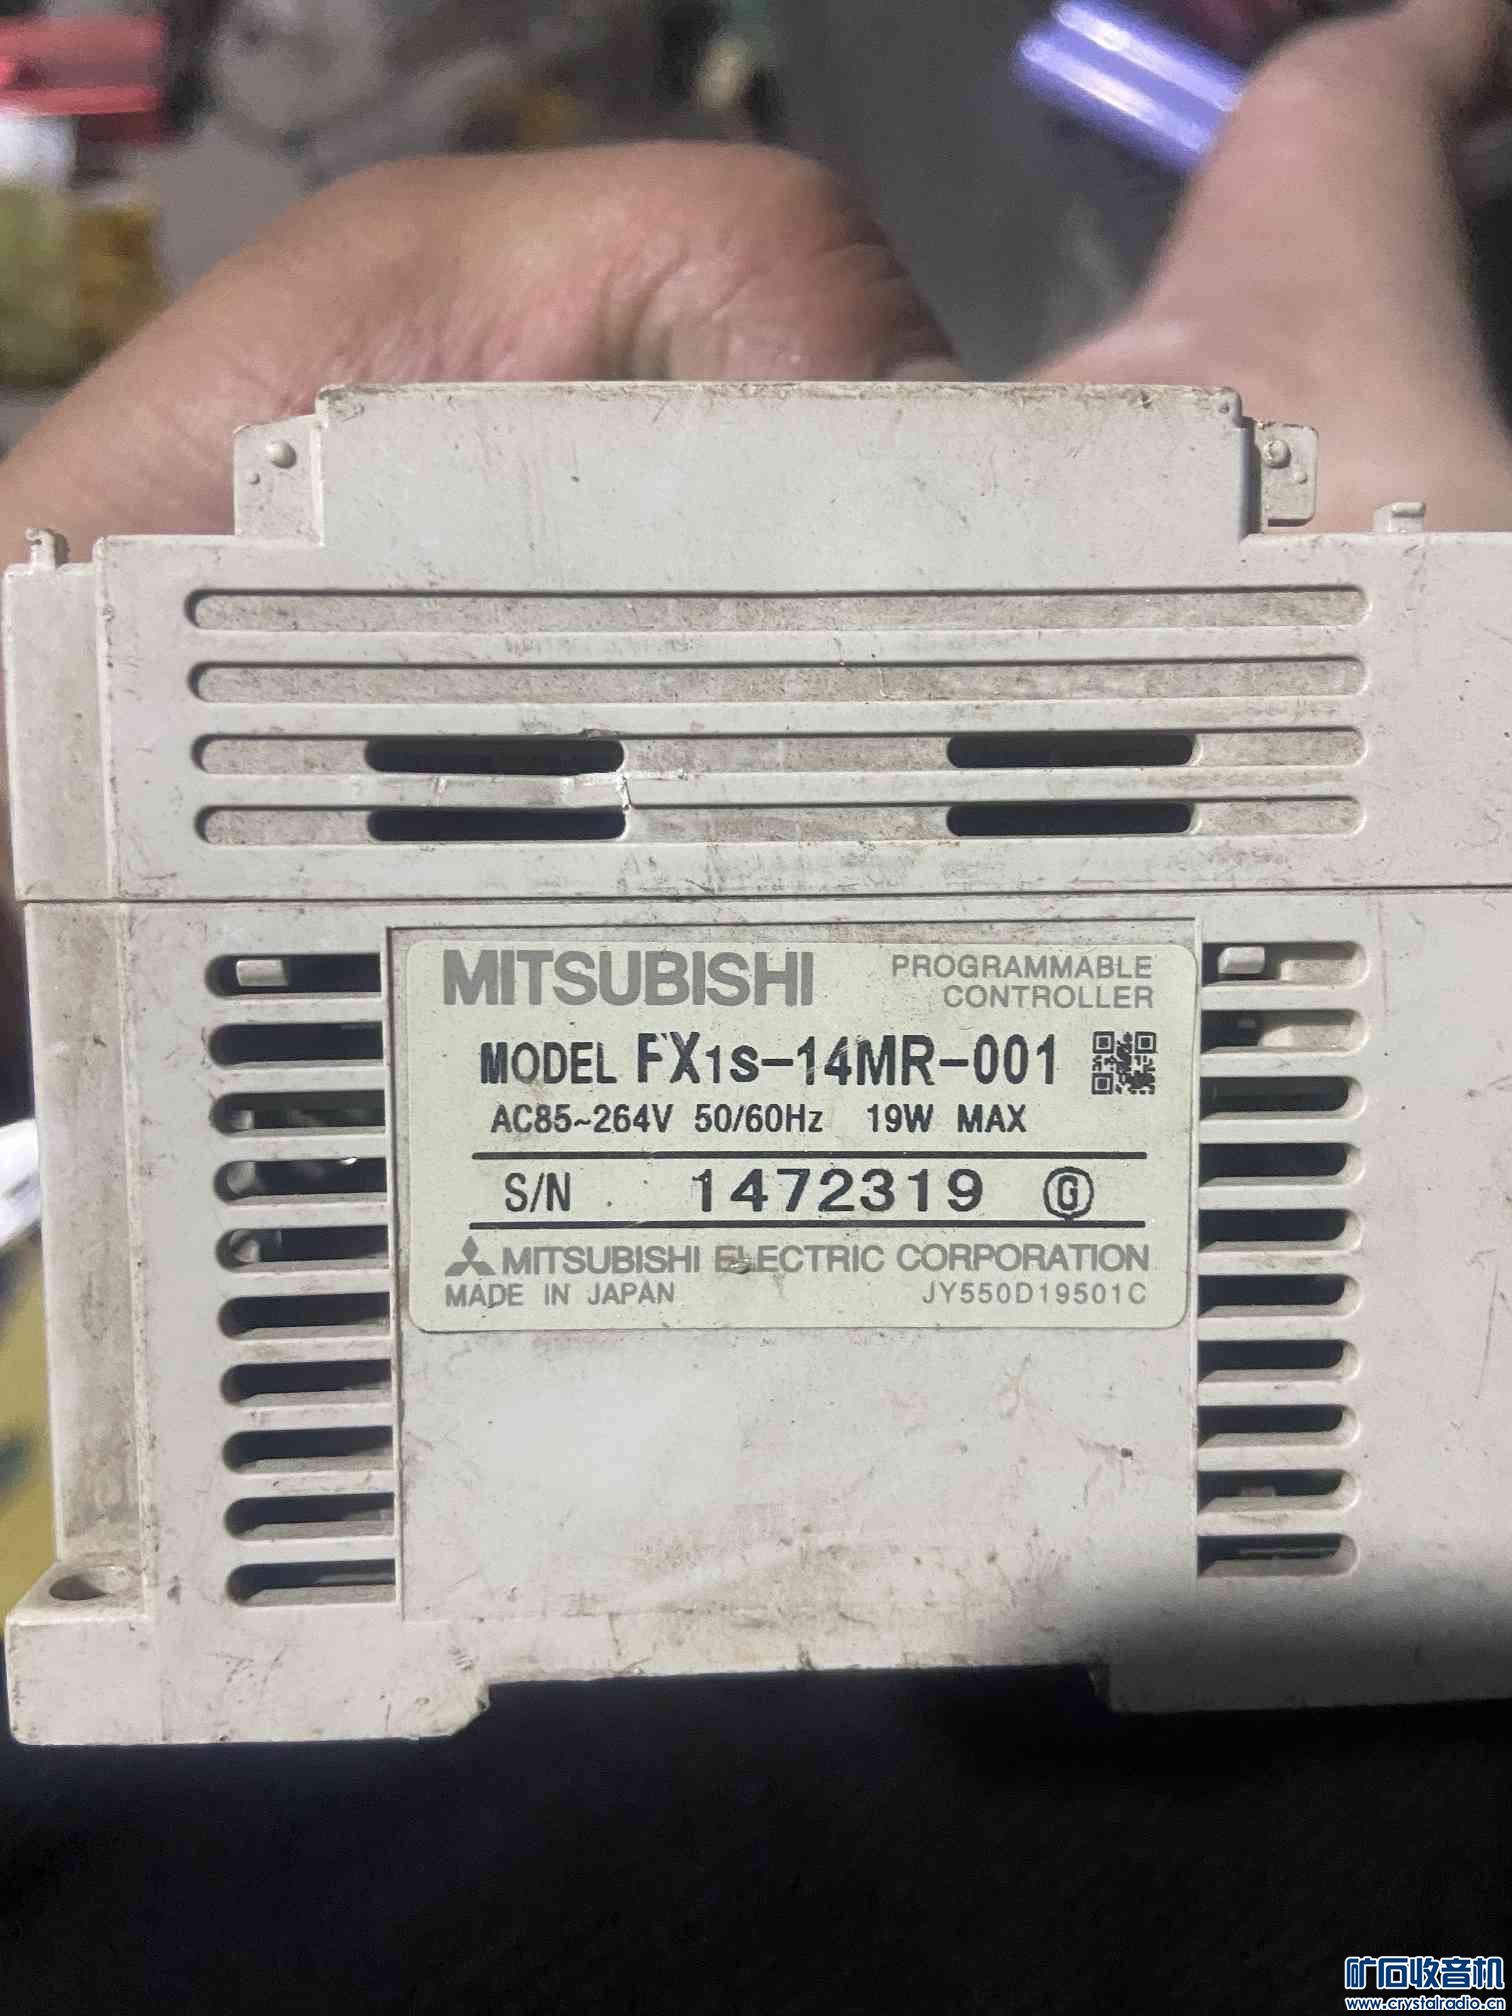 MITSUBISHI
PROGRAMMABLE
CONTROLLER
MODEL FX1S-14MR-001
AC85~264V 50/60Hz 19W MAX
S/N 1472319 G
MITSUBISHI ELECTRIC CORPORATION
MADE IN JAPAN JY550D19501C
矿石收音机
www.crystalradio.cn